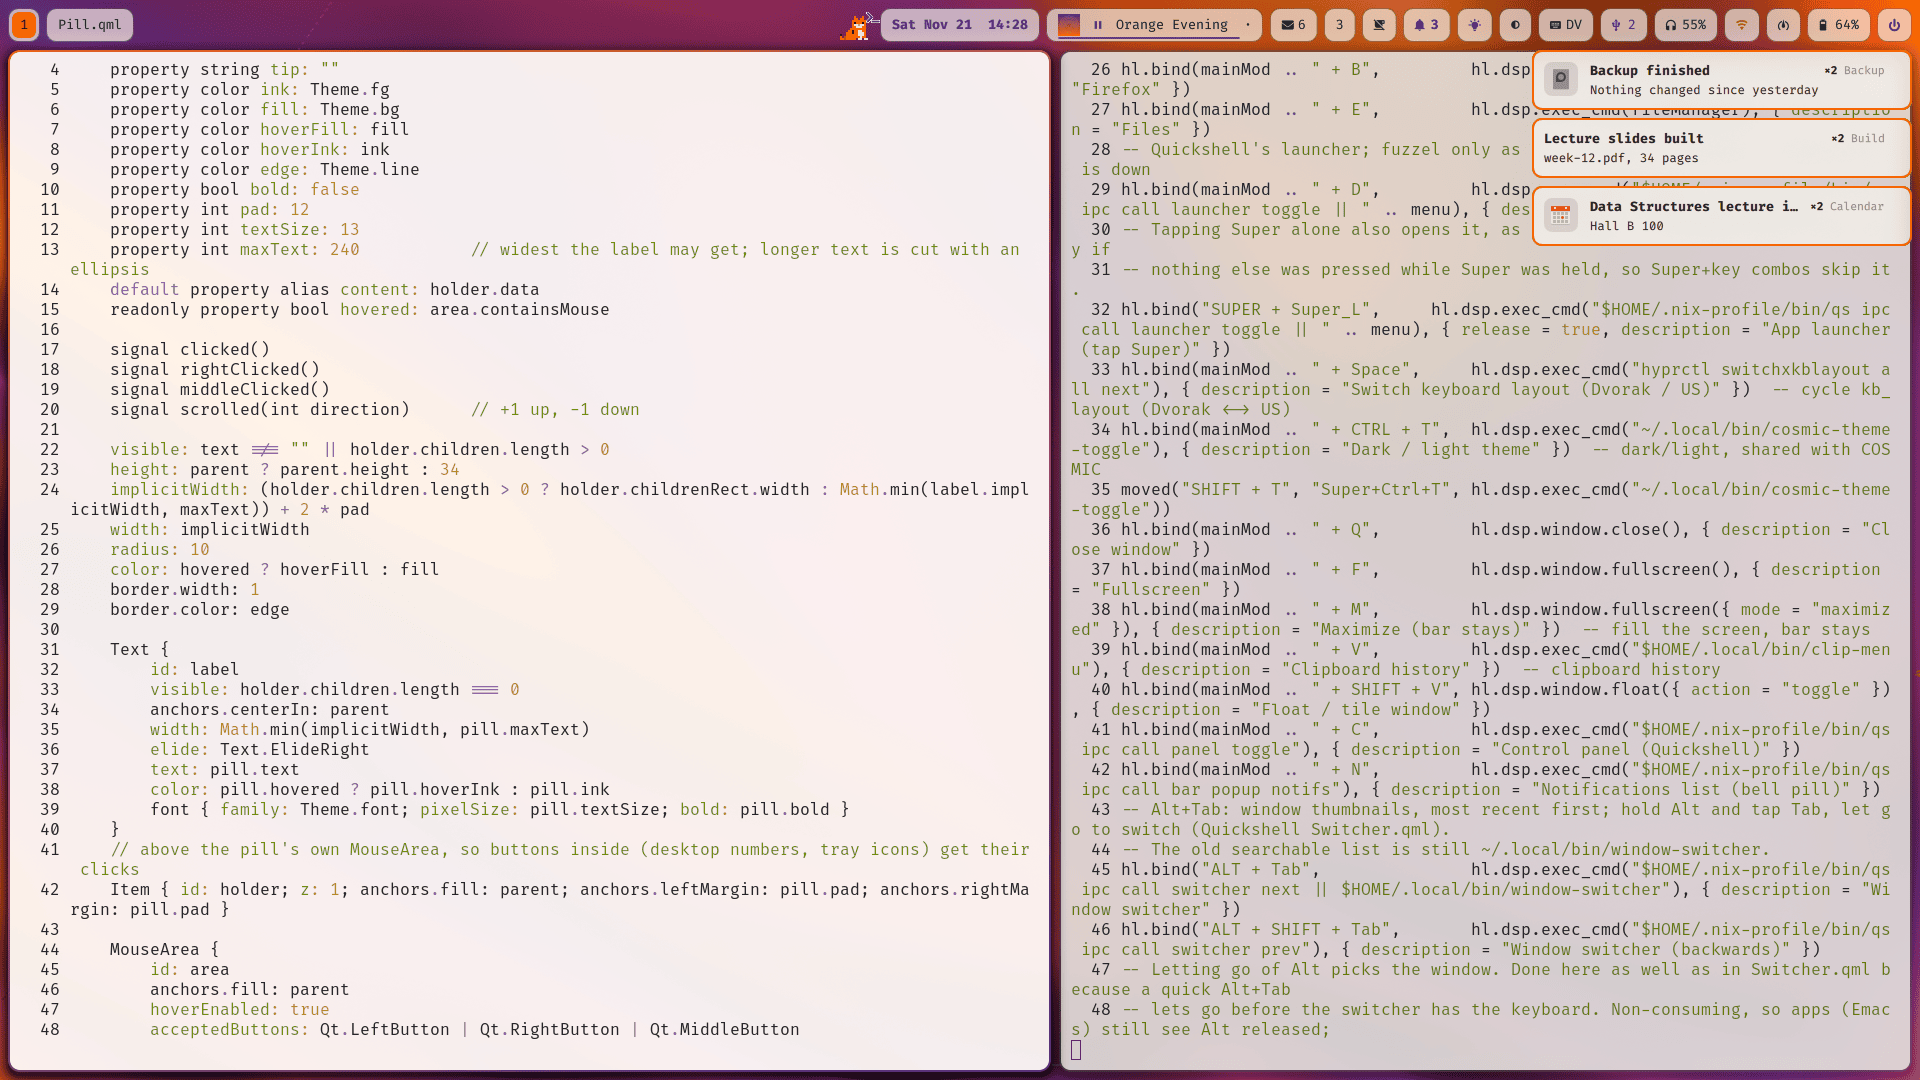 1
Pill.qml
Sat Nov 21 14:28
Orange Evening ·
6
3
3
DV
2
55%
64%
4 property string tip: ""
5 property color ink: Theme.fg
6 property color fill: Theme.bg
7 property color hoverFill: fill
8 property color hoverInk: ink
9 property color edge: Theme.line
10 property bool bold: false
11 property int pad: 12
12 property int textSize: 13
13 property int maxText: 240 // widest the label may get; longer text is cut with an
ellipsis
14 default property alias content: holder.data
15 readonly property bool hovered: area.containsMouse
16
17 signal clicked()
18 signal rightClicked()
19 signal middleClicked()
20 signal scrolled(int direction) // +1 up, -1 down
21
22 visible: text !== "" || holder.children.length > 0
23 height: parent ? parent.height : 34
24 implicitWidth: (holder.children.length > 0 ? holder.childrenRect.width : Math.min(label.impl
icitWidth, maxText)) + 2 * pad
25 width: implicitWidth
26 radius: 10
27 color: hovered ? hoverFill : fill
28 border.width: 1
29 border.color: edge
30
31 Text {
32 id: label
33 visible: holder.children.length === 0
34 anchors.centerIn: parent
35 width: Math.min(implicitWidth, pill.maxText)
36 elide: Text.ElideRight
37 text: pill.text
38 color: pill.hovered ? pill.hoverInk : pill.ink
39 font { family: Theme.font; pixelSize: pill.textSize; bold: pill.bold }
40 }
41 // above the pill's own MouseArea, so buttons inside (desktop numbers, tray icons) get their
clicks
42 Item { id: holder; z: 1; anchors.fill: parent; anchors.leftMargin: pill.pad; anchors.rightMa
rgin: pill.pad }
43
44 MouseArea {
45 id: area
46 anchors.fill: parent
47 hoverEnabled: true
48 acceptedButtons: Qt.LeftButton | Qt.RightButton | Qt.MiddleButton
26 hl.bind(mainMod .. " + B", hl.dsp
"Firefox" })
27 hl.bind(mainMod .. " + E", hl.dsp.exec_cmd(fileManager), { descriptio
n = "Files" })
28 -- Quickshell's launcher; fuzzel only as
is down
29 hl.bind(mainMod .. " + D", hl.dsp
ipc call launcher toggle || " .. menu), { des
30 -- Tapping Super alone also opens it, as
y if
31 -- nothing else was pressed while Super was held, so Super+key combos skip it
.
32 hl.bind("SUPER + Super_L", hl.dsp.exec_cmd("$HOME/.nix-profile/bin/qs ipc
call launcher toggle || " .. menu), { release = true, description = "App launcher
(tap Super)" })
33 hl.bind(mainMod .. " + Space", hl.dsp.exec_cmd("hyprctl switchxkblayout a
ll next"), { description = "Switch keyboard layout (Dvorak / US)" }) -- cycle kb_
layout (Dvorak <-> US)
34 hl.bind(mainMod .. " + CTRL + T", hl.dsp.exec_cmd("~/.local/bin/cosmic-theme
-toggle"), { description = "Dark / light theme" }) -- dark/light, shared with COS
MIC
35 moved("SHIFT + T", "Super+Ctrl+T", hl.dsp.exec_cmd("~/.local/bin/cosmic-theme
-toggle"))
36 hl.bind(mainMod .. " + Q", hl.dsp.window.close(), { description = "Cl
ose window" })
37 hl.bind(mainMod .. " + F", hl.dsp.window.fullscreen(), { description
= "Fullscreen" })
38 hl.bind(mainMod .. " + M", hl.dsp.window.fullscreen({ mode = "maximiz
ed" }), { description = "Maximize (bar stays)" }) -- fill the screen, bar stays
39 hl.bind(mainMod .. " + V", hl.dsp.exec_cmd("$HOME/.local/bin/clip-men
u"), { description = "Clipboard history" }) -- clipboard history
40 hl.bind(mainMod .. " + SHIFT + V", hl.dsp.window.float({ action = "toggle" })
, { description = "Float / tile window" })
41 hl.bind(mainMod .. " + C", hl.dsp.exec_cmd("$HOME/.nix-profile/bin/qs
ipc call panel toggle"), { description = "Control panel (Quickshell)" })
42 hl.bind(mainMod .. " + N", hl.dsp.exec_cmd("$HOME/.nix-profile/bin/qs
ipc call bar popup notifs"), { description = "Notifications list (bell pill)" })
43 -- Alt+Tab: window thumbnails, most recent first; hold Alt and tap Tab, let g
o to switch (Quickshell Switcher.qml).
44 -- The old searchable list is still ~/.local/bin/window-switcher.
45 hl.bind("ALT + Tab", hl.dsp.exec_cmd("$HOME/.nix-profile/bin/qs
ipc call switcher next || $HOME/.local/bin/window-switcher"), { description = "Wi
ndow switcher" })
46 hl.bind("ALT + SHIFT + Tab", hl.dsp.exec_cmd("$HOME/.nix-profile/bin/qs
ipc call switcher prev"), { description = "Window switcher (backwards)" })
47 -- Letting go of Alt picks the window. Done here as well as in Switcher.qml b
ecause a quick Alt+Tab
48 -- lets go before the switcher has the keyboard. Non-consuming, so apps (Emac
s) still see Alt released;
Backup finished ×2 Backup
Nothing changed since yesterday
Lecture slides built ×2 Build
week-12.pdf, 34 pages
Data Structures lecture i… ×2 Calendar
Hall B 100